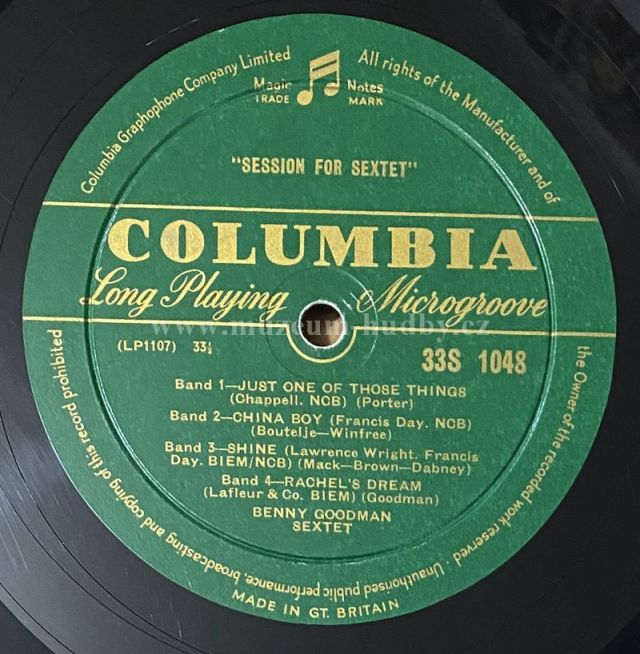 Columbia Graphophone Company Limited
All rights of the Manufacturer and of
the Owner of the recorded work reserved · Unauthorised public performance, broadcasting and copying of this record prohibited
Magic Notes
TRADE MARK
"SESSION FOR SEXTET"
COLUMBIA
Long Playing Microgroove
www.muzeum-hudby.cz
(LP1107) 33⅓
33S 1048
Band 1—JUST ONE OF THOSE THINGS
(Chappell. NCB) (Porter)
Band 2—CHINA BOY (Francis Day. NCB)
(Boutelje—Winfree)
Band 3—SHINE (Lawrence Wright. Francis
Day. BIEM/NCB) (Mack—Brown—Dabney)
Band 4—RACHEL'S DREAM
(Lafleur & Co. BIEM) (Goodman)
BENNY GOODMAN
SEXTET
MADE IN GT. BRITAIN